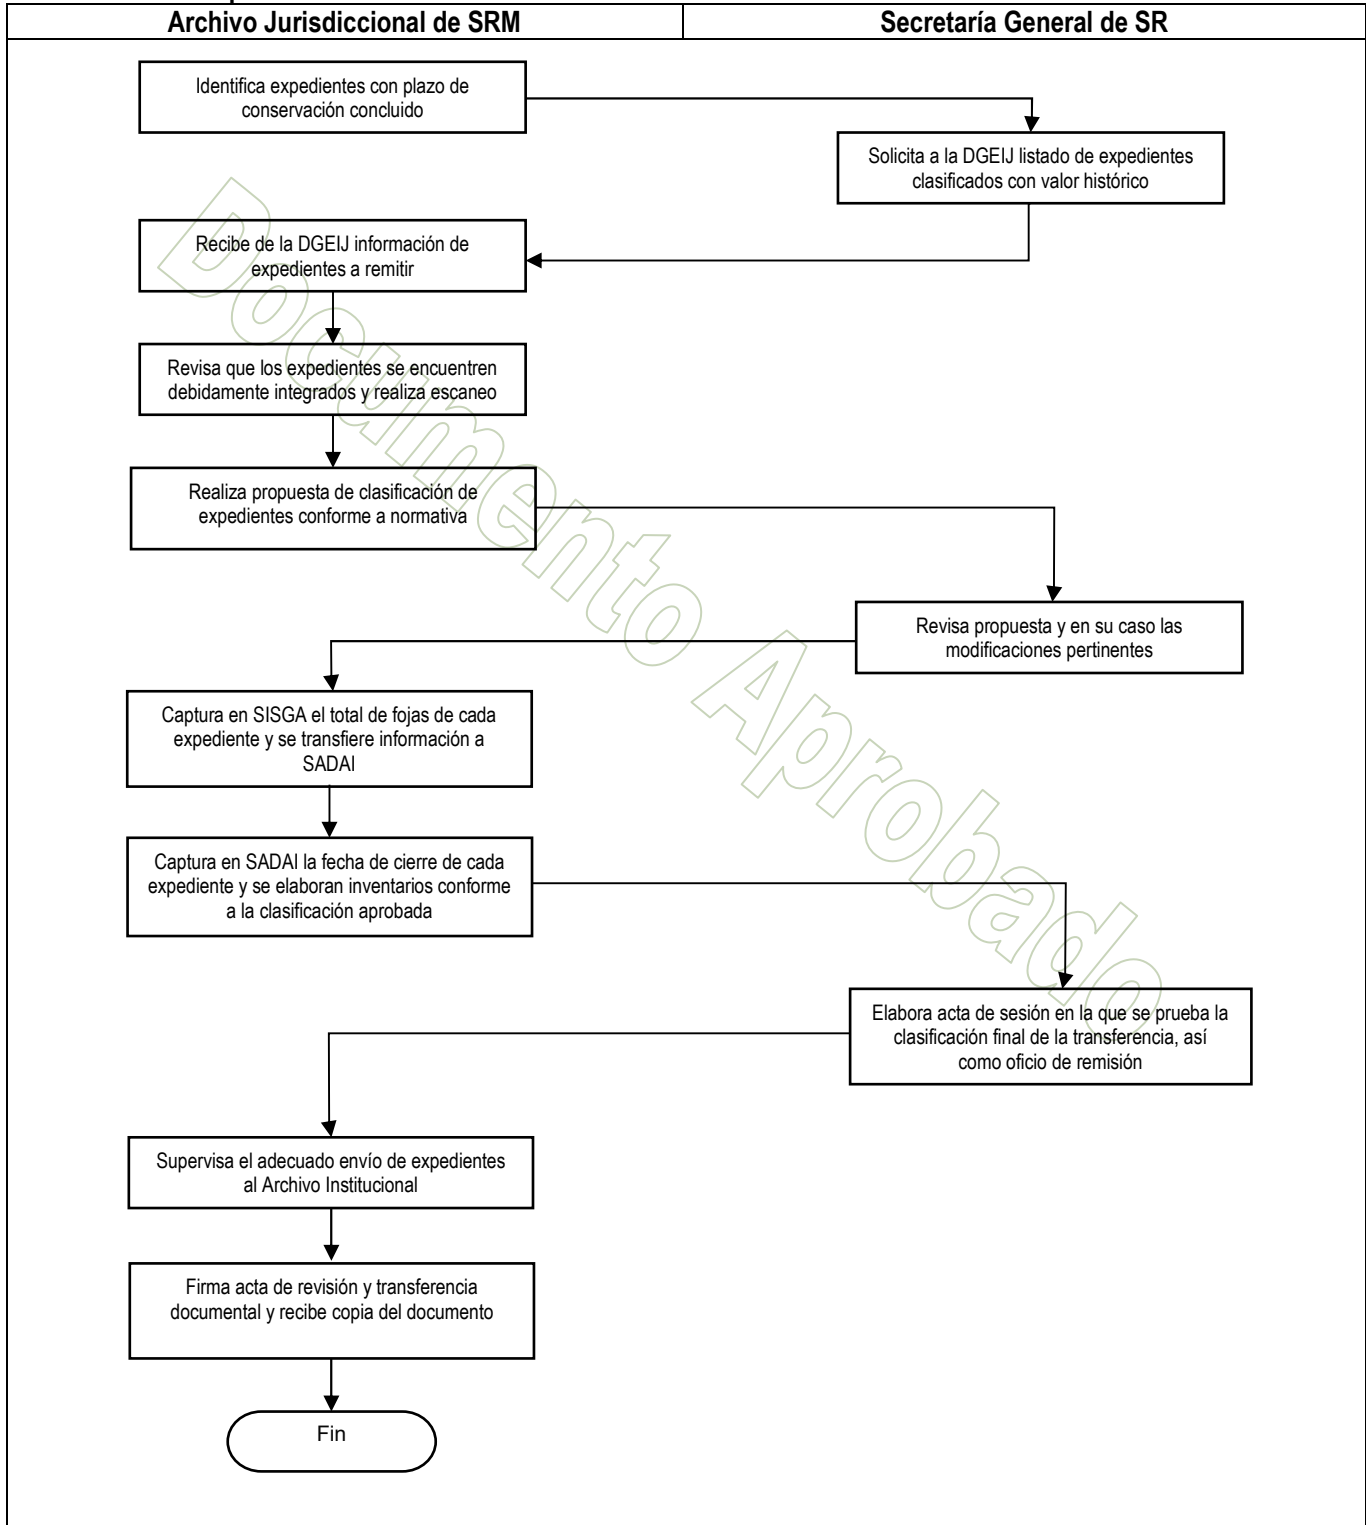 Archivo Jurisdiccional de SRM
Secretaría General de SR
Identifica expedientes con plazo de
conservación concluido
Solicita a la DGEIJ listado de expedientes
clasificados con valor histórico
Recibe de la DGEIJ información de
expedientes a remitir
Revisa que los expedientes se encuentren
debidamente integrados y realiza escaneo
Realiza propuesta de clasificación de
expedientes conforme a normativa
Revisa propuesta y en su caso las
modificaciones pertinentes
Captura en SISGA el total de fojas de cada
expediente y se transfiere información a
SADAI
Captura en SADAI la fecha de cierre de cada
expediente y se elaboran inventarios conforme
a la clasificación aprobada
Elabora acta de sesión en la que se prueba la
clasificación final de la transferencia, así
como oficio de remisión
Supervisa el adecuado envío de expedientes
al Archivo Institucional
Firma acta de revisión y transferencia
documental y recibe copia del documento
Fin
Documento Aprobado